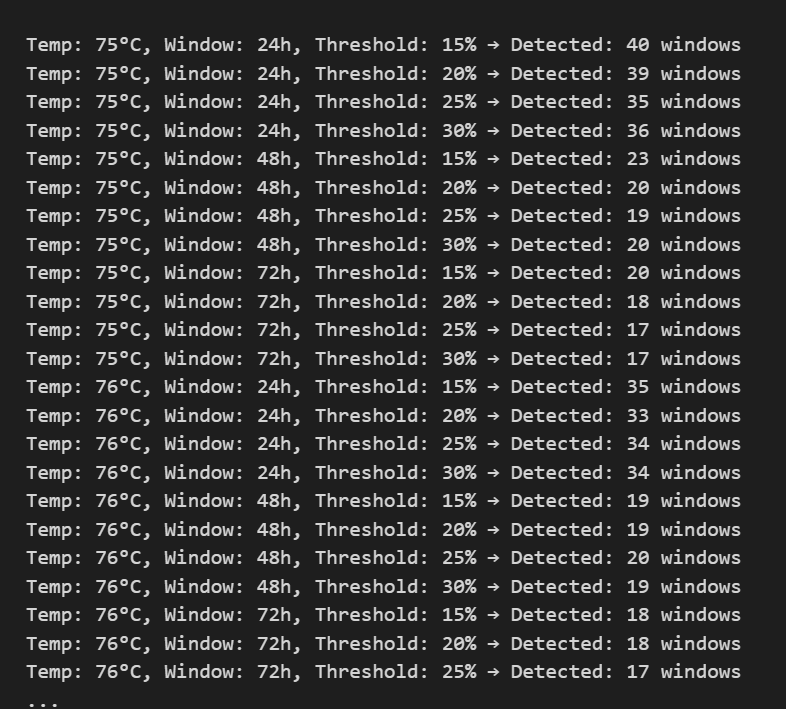 Temp: 75°C, Window: 24h, Threshold: 15% → Detected: 40 windows
Temp: 75°C, Window: 24h, Threshold: 20% → Detected: 39 windows
Temp: 75°C, Window: 24h, Threshold: 25% → Detected: 35 windows
Temp: 75°C, Window: 24h, Threshold: 30% → Detected: 36 windows
Temp: 75°C, Window: 48h, Threshold: 15% → Detected: 23 windows
Temp: 75°C, Window: 48h, Threshold: 20% → Detected: 20 windows
Temp: 75°C, Window: 48h, Threshold: 25% → Detected: 19 windows
Temp: 75°C, Window: 48h, Threshold: 30% → Detected: 20 windows
Temp: 75°C, Window: 72h, Threshold: 15% → Detected: 20 windows
Temp: 75°C, Window: 72h, Threshold: 20% → Detected: 18 windows
Temp: 75°C, Window: 72h, Threshold: 25% → Detected: 17 windows
Temp: 75°C, Window: 72h, Threshold: 30% → Detected: 17 windows
Temp: 76°C, Window: 24h, Threshold: 15% → Detected: 35 windows
Temp: 76°C, Window: 24h, Threshold: 20% → Detected: 33 windows
Temp: 76°C, Window: 24h, Threshold: 25% → Detected: 34 windows
Temp: 76°C, Window: 24h, Threshold: 30% → Detected: 34 windows
Temp: 76°C, Window: 48h, Threshold: 15% → Detected: 19 windows
Temp: 76°C, Window: 48h, Threshold: 20% → Detected: 19 windows
Temp: 76°C, Window: 48h, Threshold: 25% → Detected: 20 windows
Temp: 76°C, Window: 48h, Threshold: 30% → Detected: 19 windows
Temp: 76°C, Window: 72h, Threshold: 15% → Detected: 18 windows
Temp: 76°C, Window: 72h, Threshold: 20% → Detected: 18 windows
Temp: 76°C, Window: 72h, Threshold: 25% → Detected: 17 windows
...